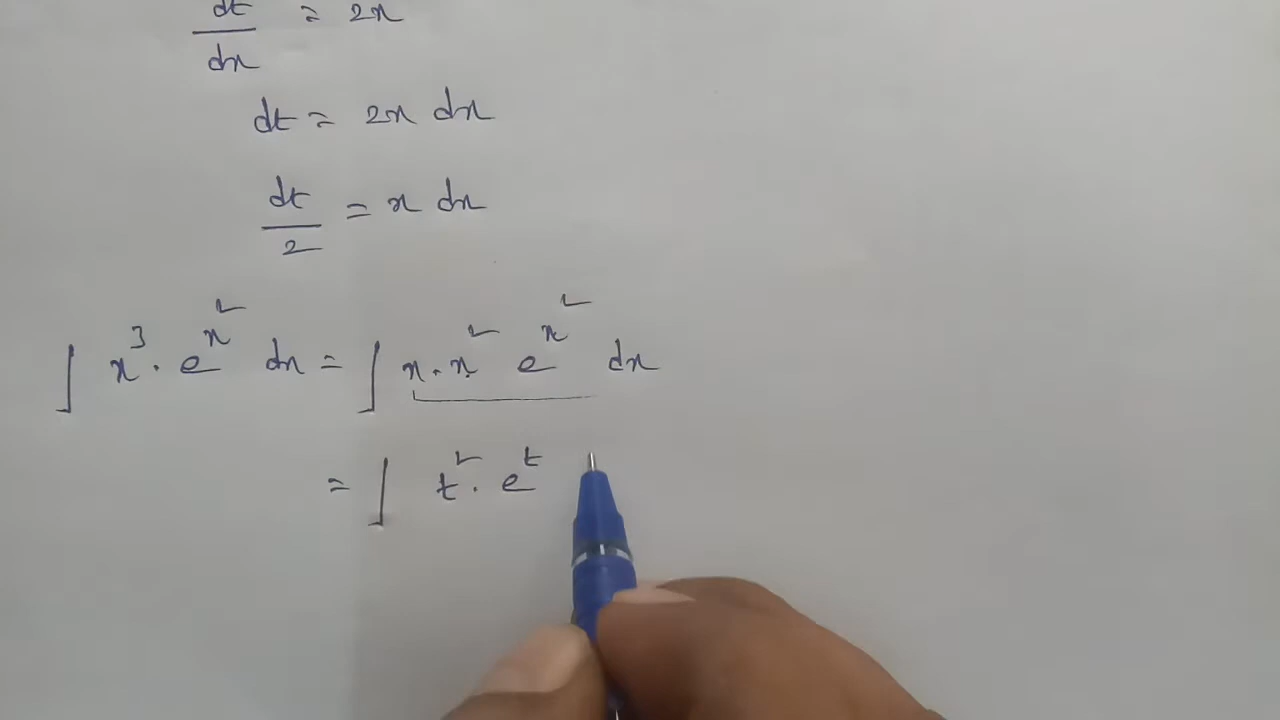 dt/dx = 2x
dt = 2x dx
dt/2 = x dx
∫ x³ · e^x² dx = ∫ x · x² e^x² dx
= ∫ t² · e^t